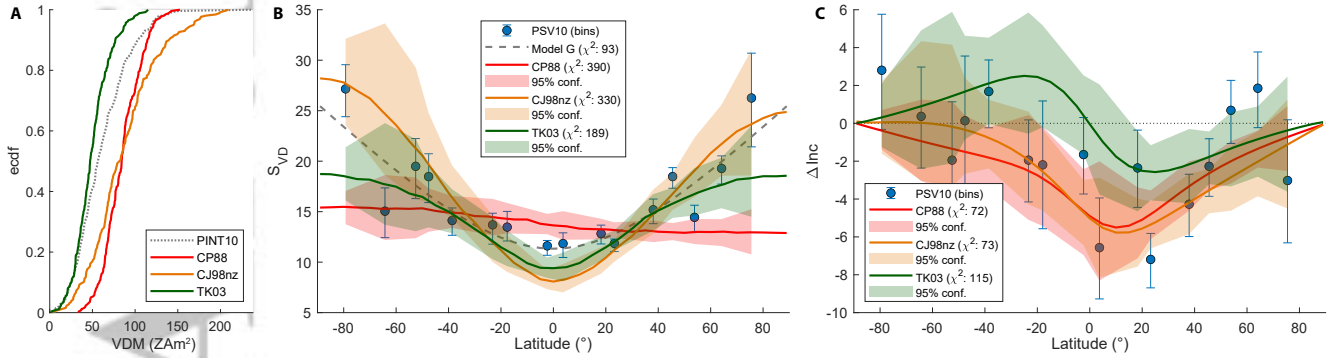 A
ecdf
1
0.8
0.6
0.4
0.2
0
0 50 100 150 200
VDM (ZAm²)
PINT10
CP88
CJ98nz
TK03
B
S_VD
35
30
25
20
15
10
5
0
-80 -60 -40 -20 0 20 40 60 80
Latitude (°)
PSV10 (bins)
Model G (χ²: 93)
CP88 (χ²: 390)
95% conf.
CJ98nz (χ²: 330)
95% conf.
TK03 (χ²: 189)
95% conf.
C
Δ Inc
6
4
2
0
-2
-4
-6
-8
-10
-80 -60 -40 -20 0 20 40 60 80
Latitude (°)
PSV10 (bins)
CP88 (χ²: 72)
95% conf.
CJ98nz (χ²: 73)
95% conf.
TK03 (χ²: 115)
95% conf.